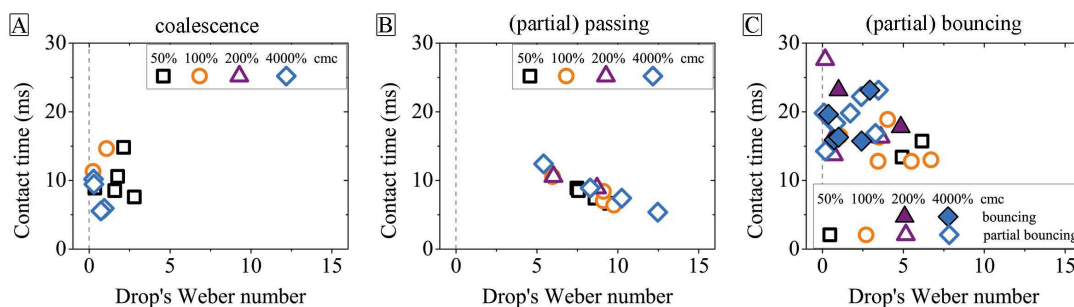 A
coalescence
50% 100% 200% 4000% cmc
Contact time (ms)
30
20
10
0
0 5 10 15
Drop's Weber number
B
(partial) passing
50% 100% 200% 4000% cmc
Contact time (ms)
30
20
10
0
0 5 10 15
Drop's Weber number
C
(partial) bouncing
Contact time (ms)
30
20
10
0
50% 100% 200% 4000% cmc
bouncing
partial bouncing
0 5 10 15
Drop's Weber number